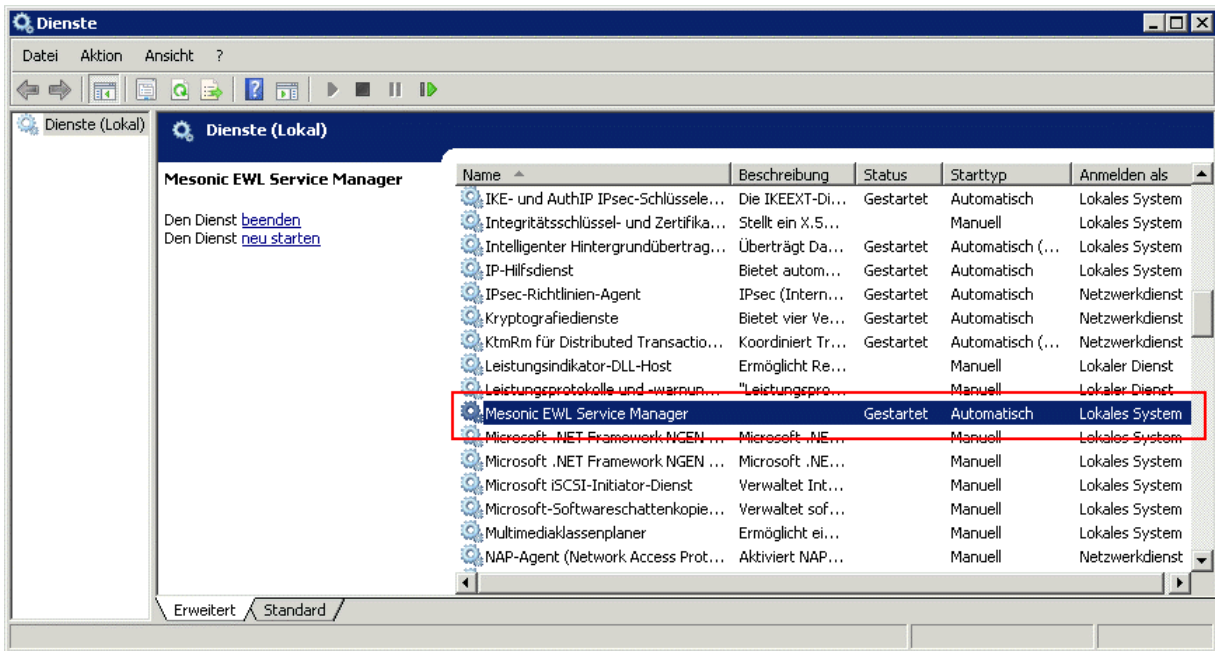 Dienste
Datei Aktion Ansicht ?
Dienste (Lokal)
Dienste (Lokal)
Mesonic EWL Service Manager
Den Dienst beenden
Den Dienst neu starten
Name Beschreibung Status Starttyp Anmelden als
IKE- und AuthIP IPsec-Schlüssele... Die IKEEXT-Di... Gestartet Automatisch Lokales System
Integritätsschlüssel- und Zertifika... Stellt ein X.5... Manuell Lokales System
Intelligenter Hintergrundübertrag... Überträgt Da... Gestartet Automatisch (... Lokales System
IP-Hilfsdienst Bietet autom... Gestartet Automatisch Lokales System
IPsec-Richtlinien-Agent IPsec (Intern... Gestartet Automatisch Netzwerkdienst
Kryptografiedienste Bietet vier Ve... Gestartet Automatisch Netzwerkdienst
KtmRm für Distributed Transactio... Koordiniert Tr... Gestartet Automatisch (... Netzwerkdienst
Leistungsindikator-DLL-Host Ermöglicht Re... Manuell Lokaler Dienst
Leistungsprotokolle und -warnun... "Leistungspro... Manuell Lokaler Dienst
Mesonic EWL Service Manager Gestartet Automatisch Lokales System
Microsoft .NET Framework NGEN ... Microsoft .NE... Manuell Lokales System
Microsoft .NET Framework NGEN ... Microsoft .NE... Manuell Lokales System
Microsoft iSCSI-Initiator-Dienst Verwaltet Int... Manuell Lokales System
Microsoft-Softwareschattenkopie... Verwaltet sof... Manuell Lokales System
Multimediaklassenplaner Ermöglicht ei... Manuell Lokales System
NAP-Agent (Network Access Prot... Aktiviert NAP... Manuell Netzwerkdienst
Erweitert Standard